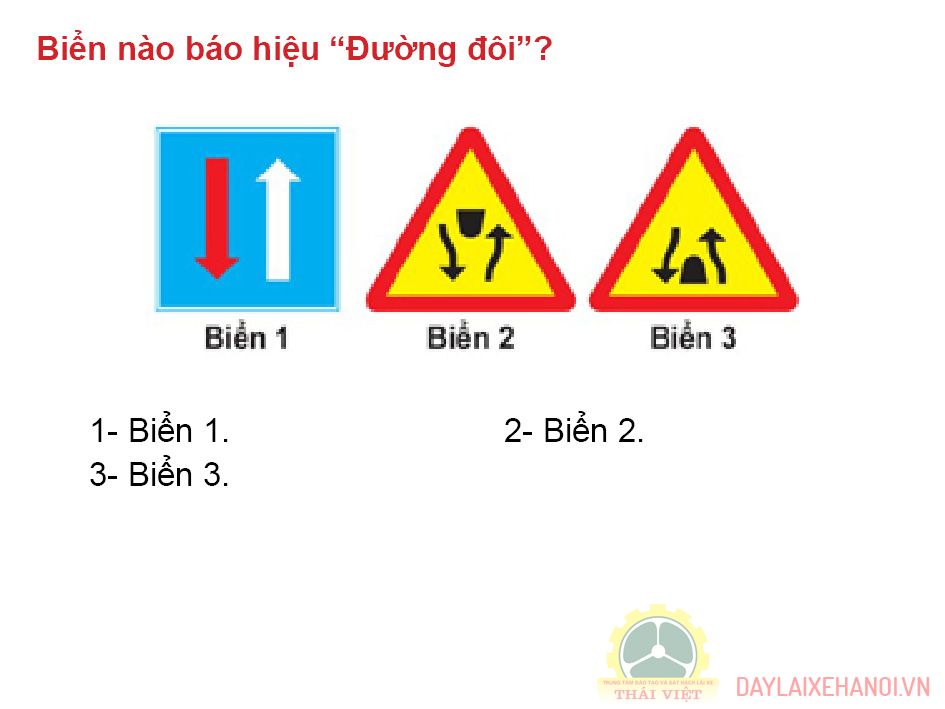 Biển nào báo hiệu “Đường đôi”?
Biển 1 Biển 2 Biển 3
1- Biển 1. 2- Biển 2.
3- Biển 3.
TRUNG TÂM ĐÀO TẠO VÀ SÁT HẠCH LÁI XE
THÁI VIỆT
DAYLAIXEHANOI.VN